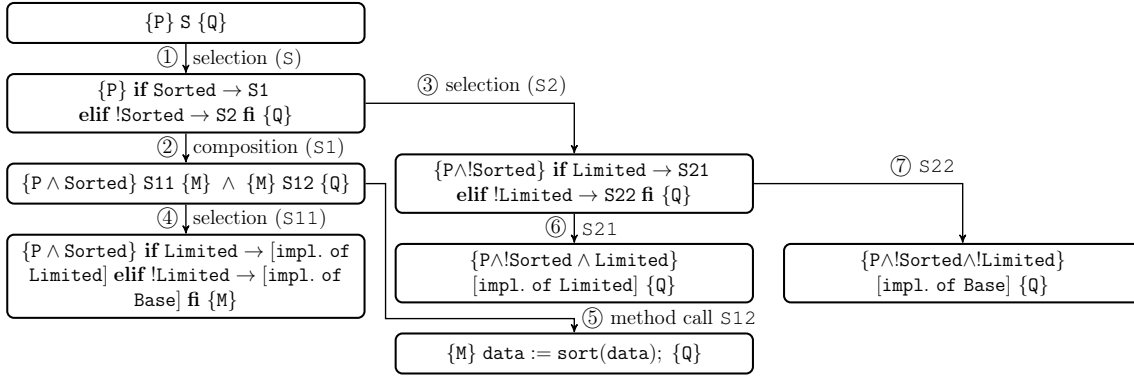 {P} S {Q}
① selection (S)
{P} if Sorted → S1
elif !Sorted → S2 fi {Q}
③ selection (S2)
② composition (S1)
{P ∧ Sorted} S11 {M} ∧ {M} S12 {Q}
{P∧!Sorted} if Limited → S21
elif !Limited → S22 fi {Q}
⑦ S22
④ selection (S11)
⑥ S21
{P ∧ Sorted} if Limited → [impl. of
Limited] elif !Limited → [impl. of
Base] fi {M}
{P∧!Sorted ∧ Limited}
[impl. of Limited] {Q}
{P∧!Sorted∧!Limited}
[impl. of Base] {Q}
⑤ method call S12
{M} data := sort(data); {Q}